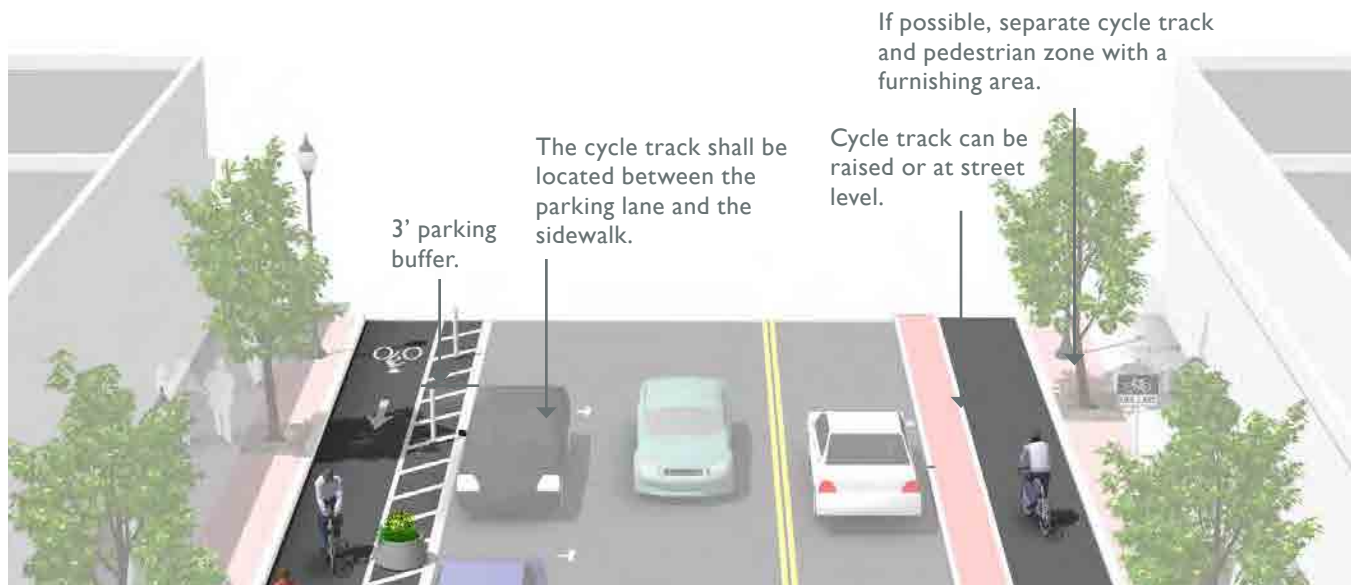 If possible, separate cycle track
and pedestrian zone with a
furnishing area.
The cycle track shall be
located between the
parking lane and the
sidewalk.
Cycle track can be
raised or at street
level.
3’ parking
buffer.